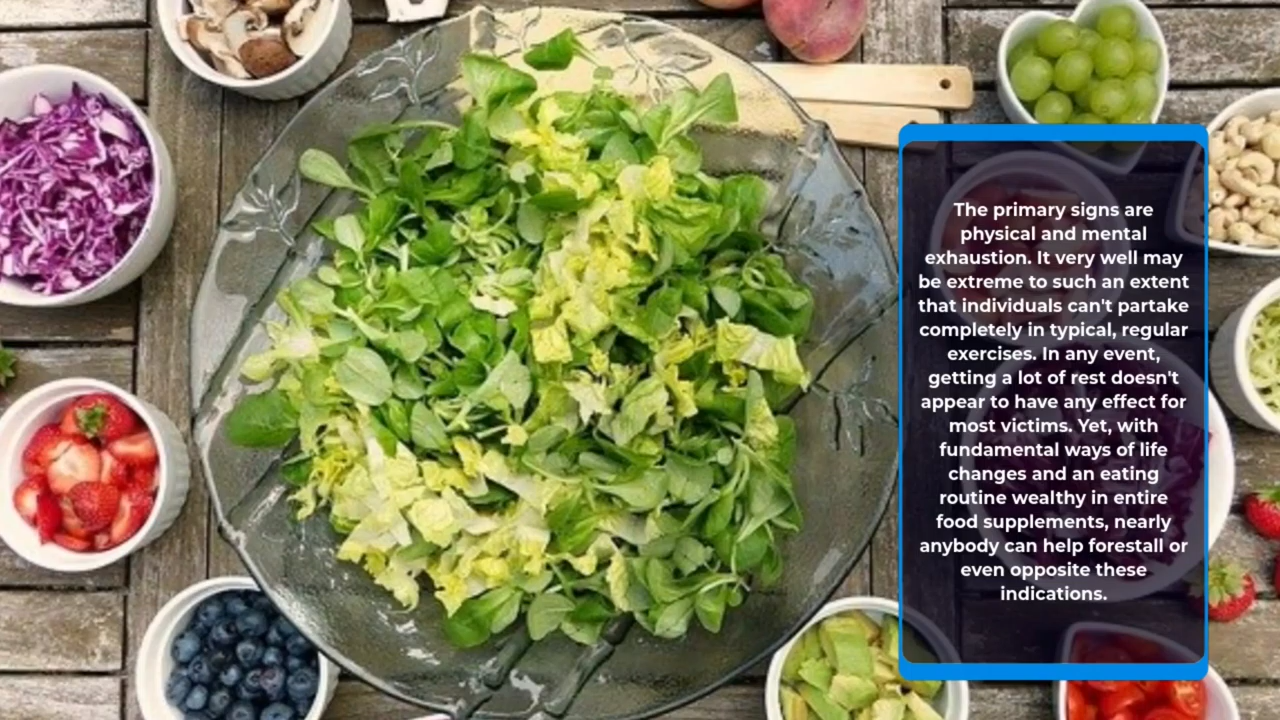 The primary signs are
physical and mental
exhaustion. It very well may
be extreme to such an extent
that individuals can't partake
completely in typical, regular
exercises. In any event,
getting a lot of rest doesn't
appear to have any effect for
most victims. Yet, with
fundamental ways of life
changes and an eating
routine wealthy in entire
food supplements, nearly
anybody can help forestall or
even opposite these
indications.